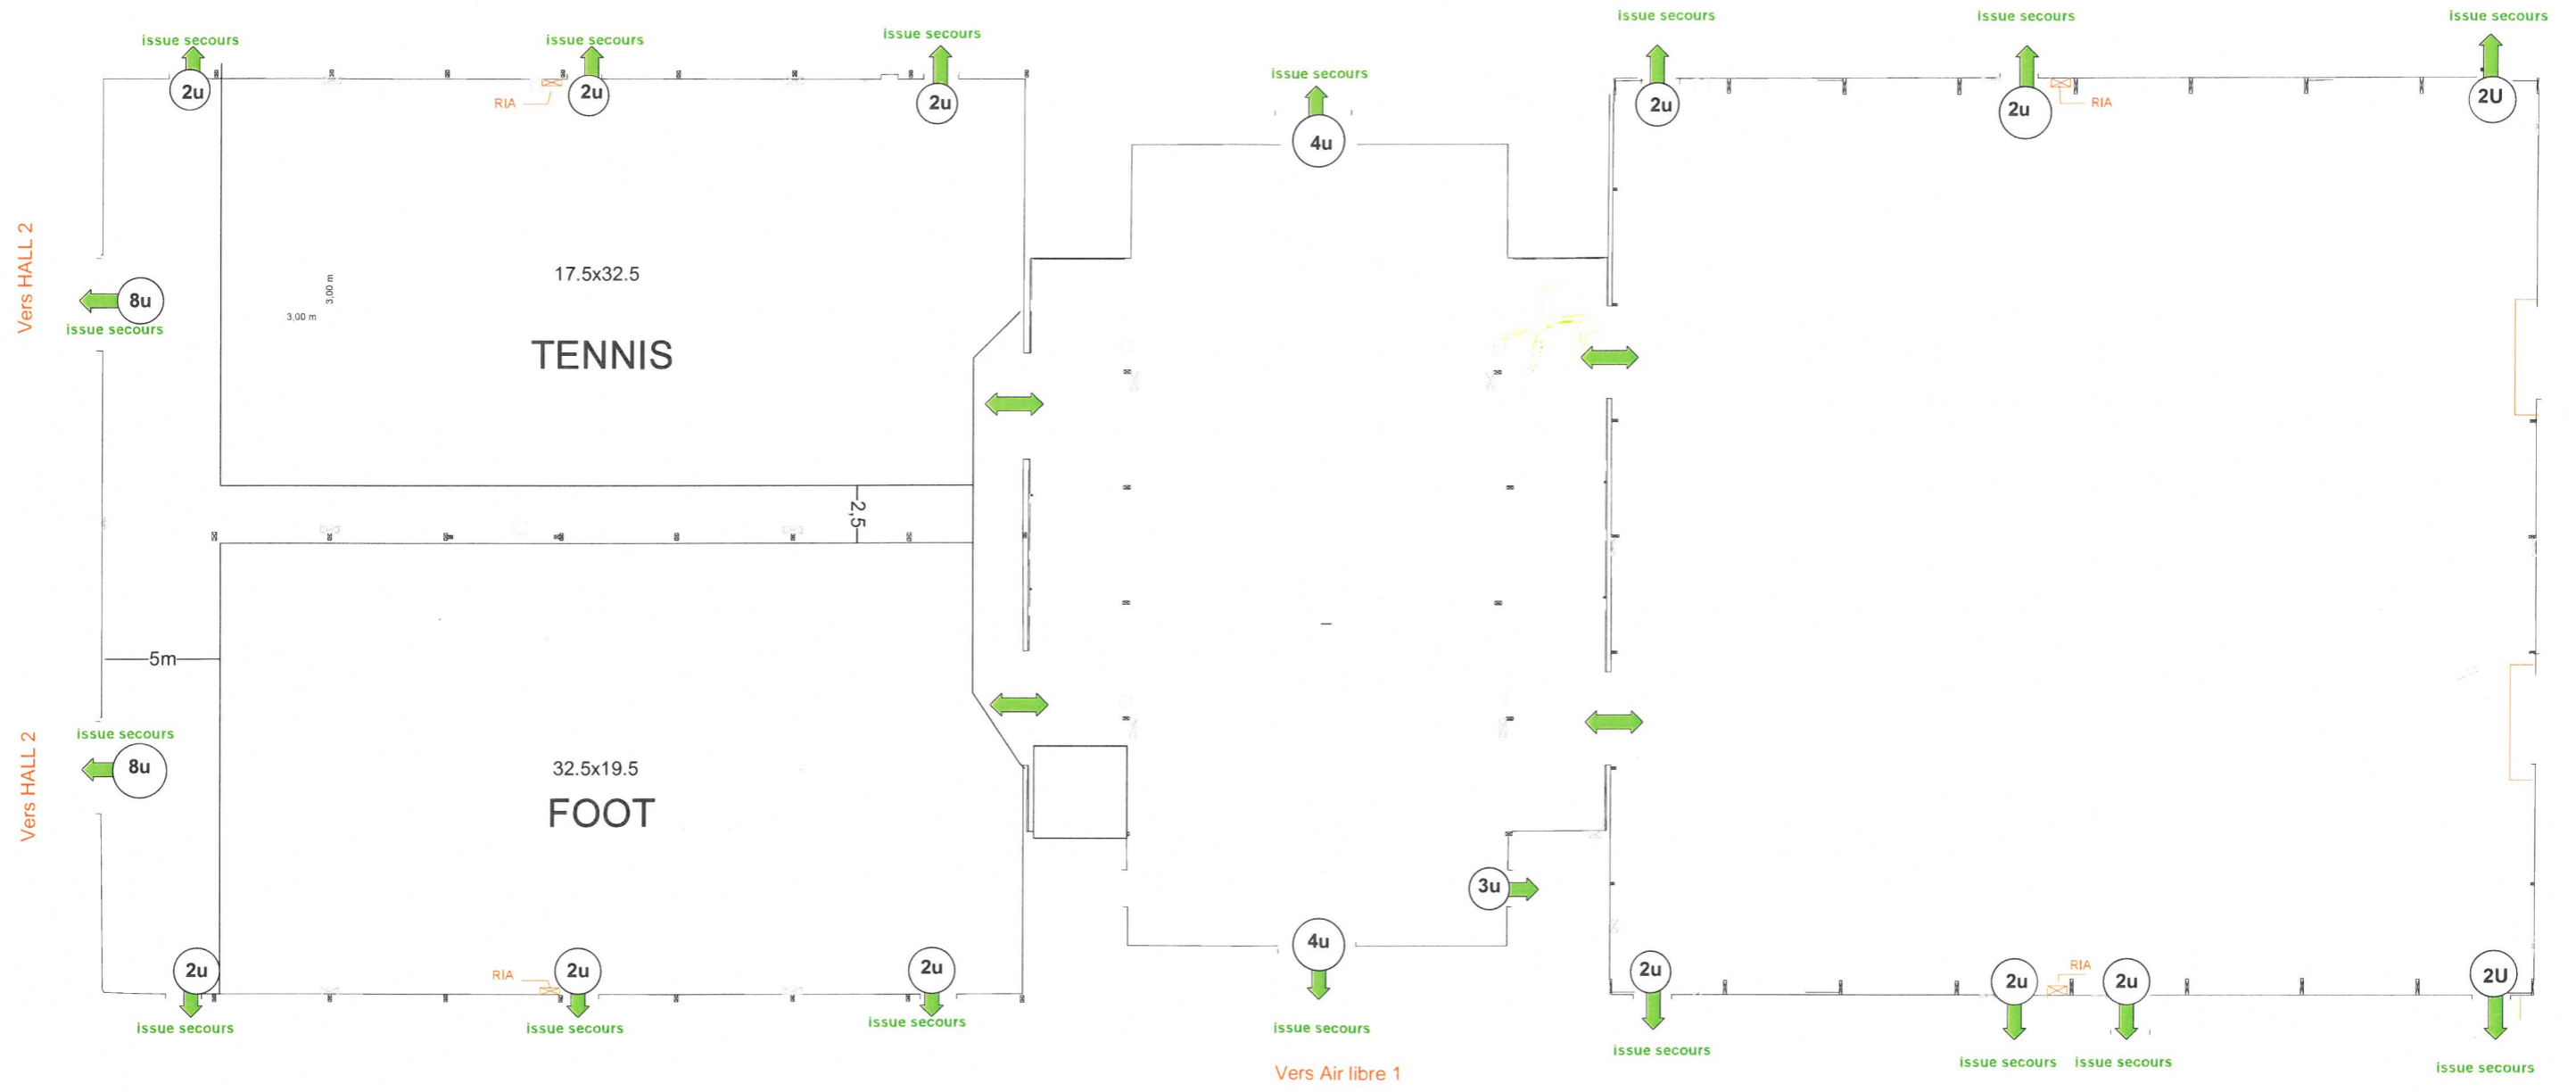 issue secours
issue secours
issue secours
issue secours
issue secours
issue secours
issue secours
2u
2u
2u
4u
2u
2u
2U
RIA
RIA
Vers HALL 2
8u
issue secours
17.5x32.5
3,00 m
3,00 m
TENNIS
2,5
5m
Vers HALL 2
issue secours
8u
32.5x19.5
FOOT
3u
4u
2u
2u
2u
2u
2u
2u
2U
RIA
RIA
issue secours
issue secours
issue secours
issue secours
issue secours
issue secours
issue secours
issue secours
Vers Air libre 1